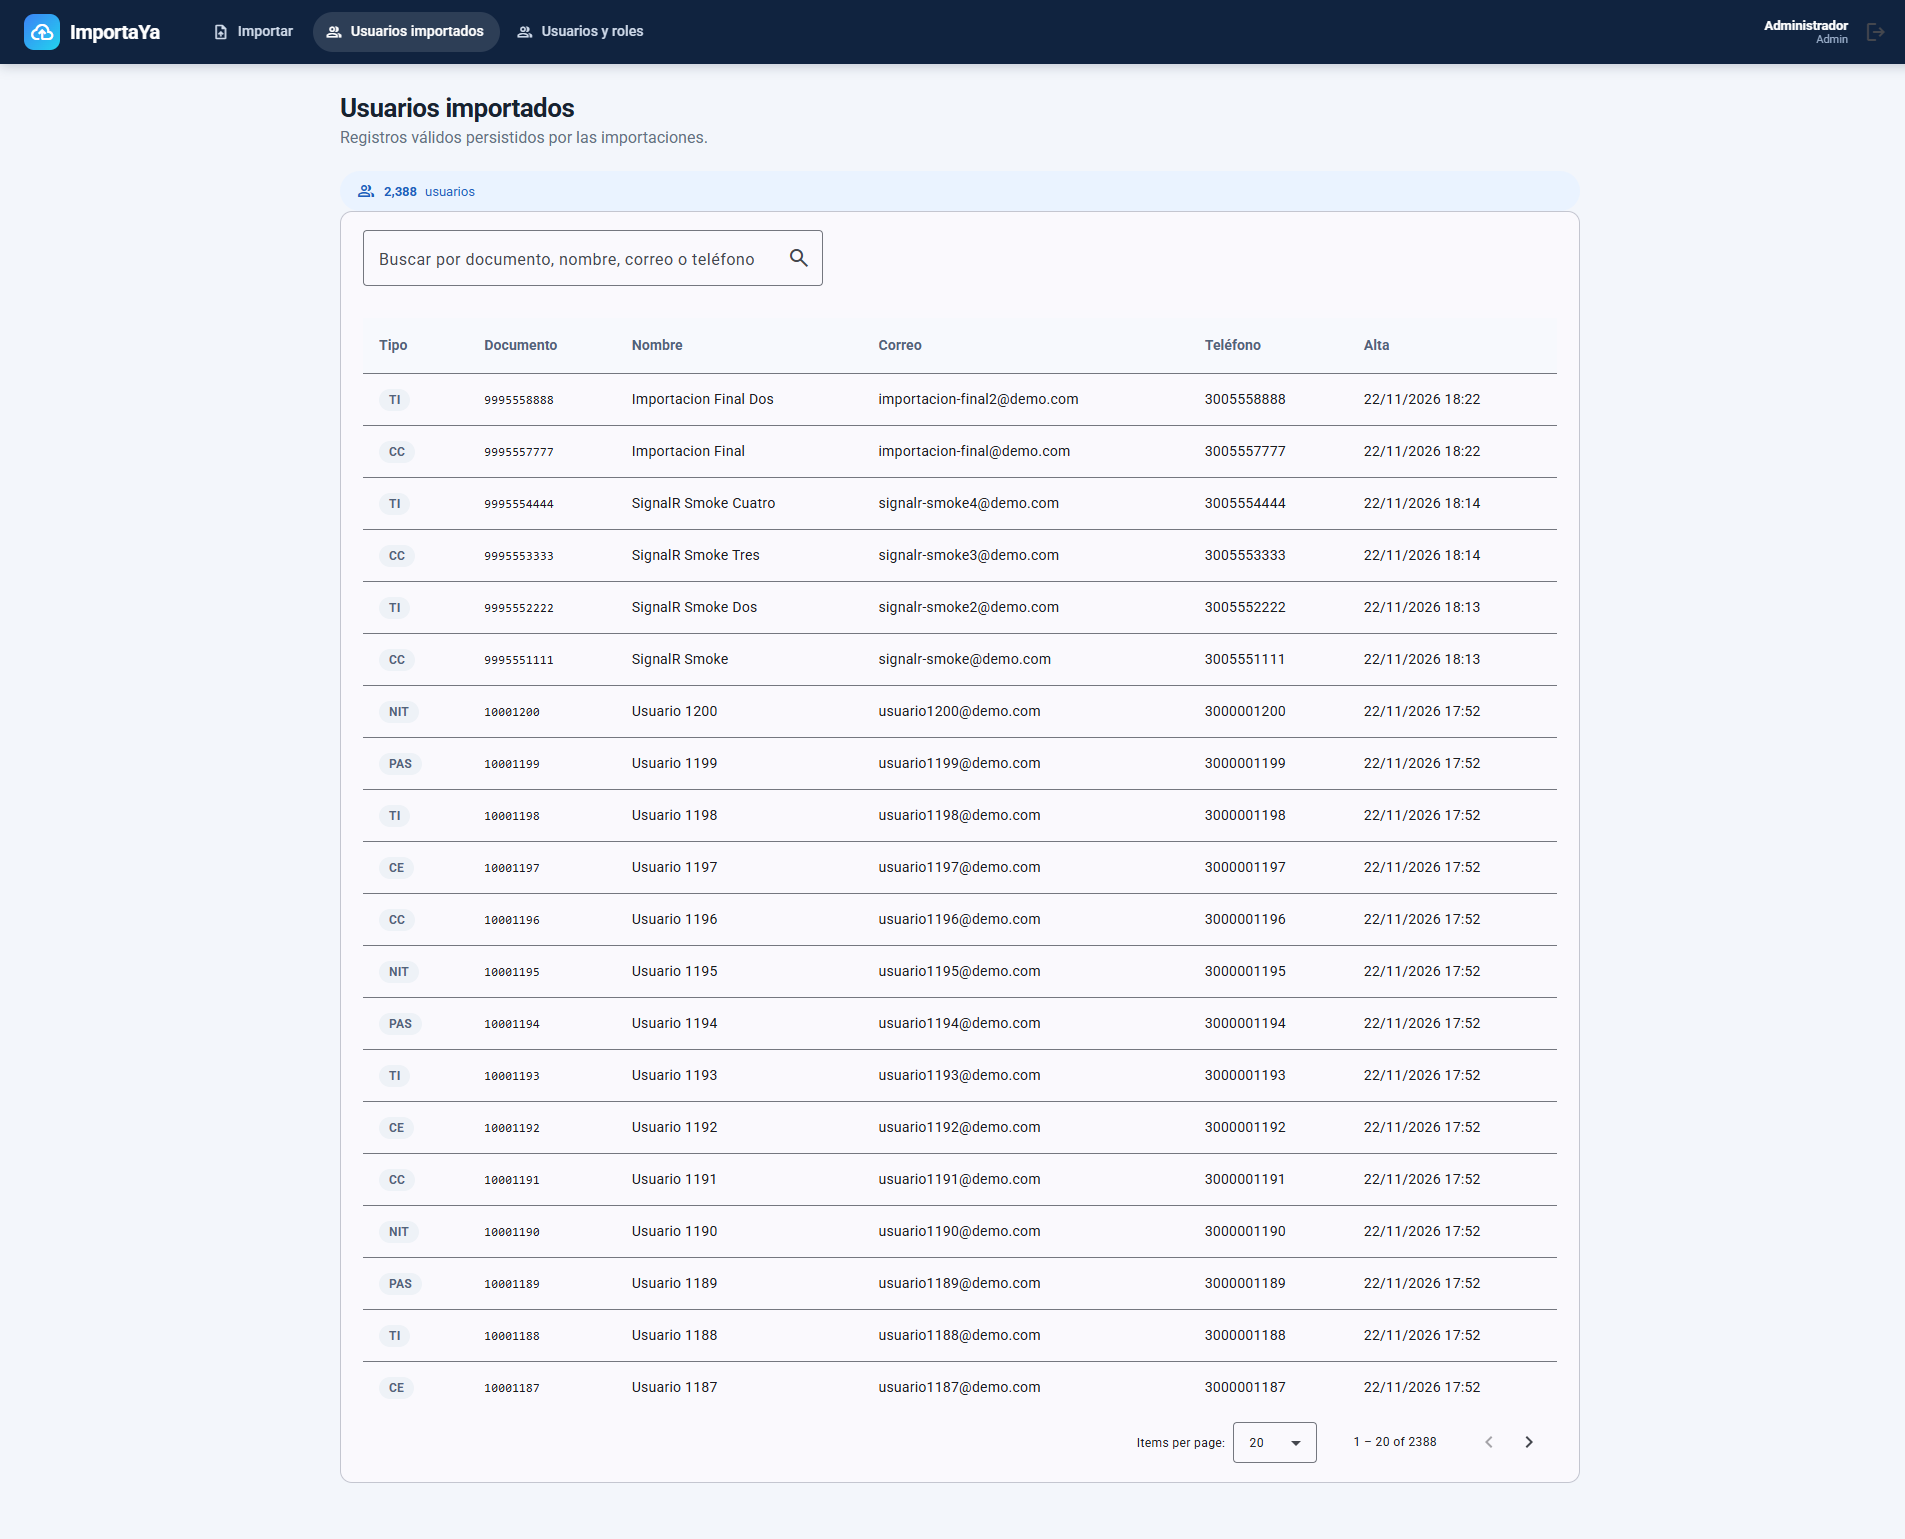 ImportaYa Importar Usuarios importados Usuarios y roles Administrador
Admin
Usuarios importados
Registros válidos persistidos por las importaciones.
2,388 usuarios
Buscar por documento, nombre, correo o teléfono
Tipo Documento Nombre Correo Teléfono Alta
TI 9995558888 Importacion Final Dos importacion-final2@demo.com 3005558888 22/11/2026 18:22
CC 9995557777 Importacion Final importacion-final@demo.com 3005557777 22/11/2026 18:22
TI 9995554444 SignalR Smoke Cuatro signalr-smoke4@demo.com 3005554444 22/11/2026 18:14
CC 9995553333 SignalR Smoke Tres signalr-smoke3@demo.com 3005553333 22/11/2026 18:14
TI 9995552222 SignalR Smoke Dos signalr-smoke2@demo.com 3005552222 22/11/2026 18:13
CC 9995551111 SignalR Smoke signalr-smoke@demo.com 3005551111 22/11/2026 18:13
NIT 10001200 Usuario 1200 usuario1200@demo.com 3000001200 22/11/2026 17:52
PAS 10001199 Usuario 1199 usuario1199@demo.com 3000001199 22/11/2026 17:52
TI 10001198 Usuario 1198 usuario1198@demo.com 3000001198 22/11/2026 17:52
CE 10001197 Usuario 1197 usuario1197@demo.com 3000001197 22/11/2026 17:52
CC 10001196 Usuario 1196 usuario1196@demo.com 3000001196 22/11/2026 17:52
NIT 10001195 Usuario 1195 usuario1195@demo.com 3000001195 22/11/2026 17:52
PAS 10001194 Usuario 1194 usuario1194@demo.com 3000001194 22/11/2026 17:52
TI 10001193 Usuario 1193 usuario1193@demo.com 3000001193 22/11/2026 17:52
CE 10001192 Usuario 1192 usuario1192@demo.com 3000001192 22/11/2026 17:52
CC 10001191 Usuario 1191 usuario1191@demo.com 3000001191 22/11/2026 17:52
NIT 10001190 Usuario 1190 usuario1190@demo.com 3000001190 22/11/2026 17:52
PAS 10001189 Usuario 1189 usuario1189@demo.com 3000001189 22/11/2026 17:52
TI 10001188 Usuario 1188 usuario1188@demo.com 3000001188 22/11/2026 17:52
CE 10001187 Usuario 1187 usuario1187@demo.com 3000001187 22/11/2026 17:52
Items per page: 20 1 – 20 of 2388